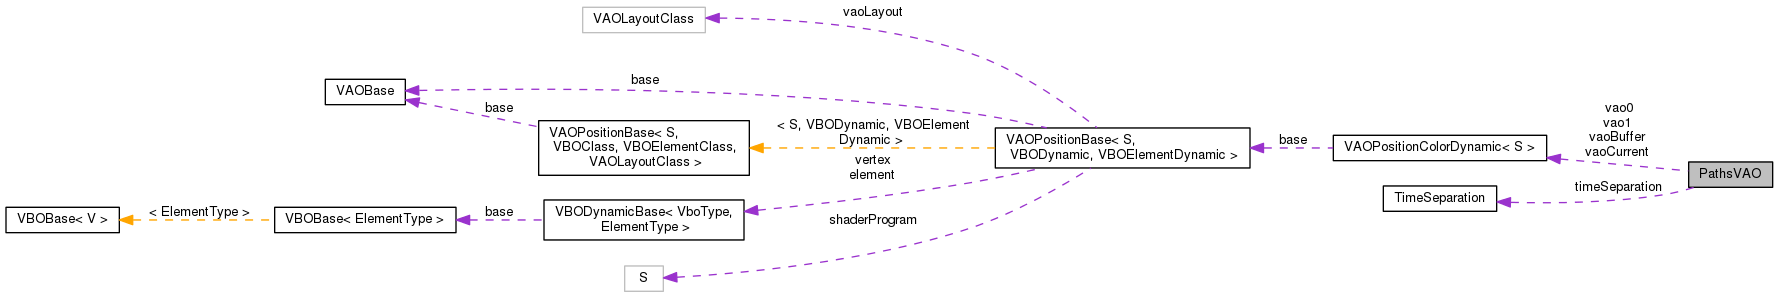 VAOLayoutClass
vaoLayout
VAOBase
base
base
VAOPositionBase< S,
VBOClass, VBOElementClass,
VAOLayoutClass >
< S, VBODynamic, VBOElement
Dynamic >
vertex
element
VAOPositionBase< S,
VBODynamic, VBOElementDynamic >
base
VAOPositionColorDynamic< S >
vao0
vao1
vaoBuffer
vaoCurrent
PathsVAO
timeSeparation
TimeSeparation
VBOBase< V >
< ElementType >
VBOBase< ElementType >
base
VBODynamicBase< VboType,
ElementType >
shaderProgram
S